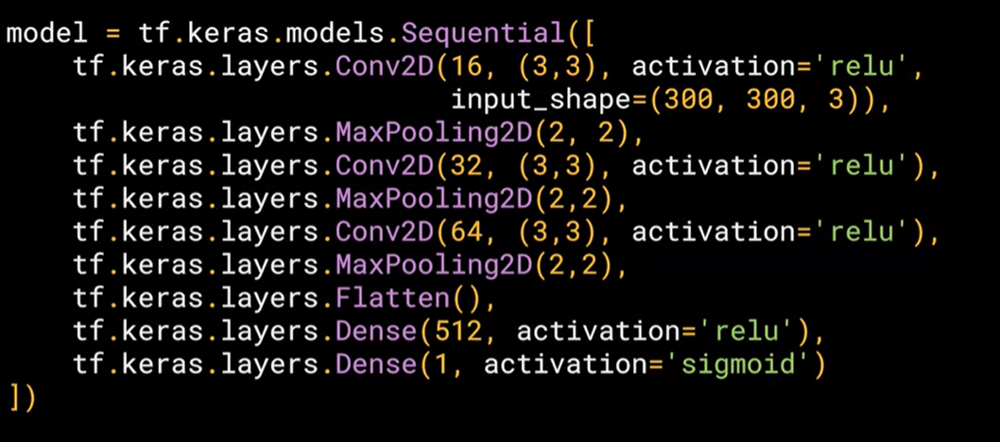 model = tf.keras.models.Sequential([
    tf.keras.layers.Conv2D(16, (3,3), activation='relu',
                           input_shape=(300, 300, 3)),
    tf.keras.layers.MaxPooling2D(2, 2),
    tf.keras.layers.Conv2D(32, (3,3), activation='relu'),
    tf.keras.layers.MaxPooling2D(2,2),
    tf.keras.layers.Conv2D(64, (3,3), activation='relu'),
    tf.keras.layers.MaxPooling2D(2,2),
    tf.keras.layers.Flatten(),
    tf.keras.layers.Dense(512, activation='relu'),
    tf.keras.layers.Dense(1, activation='sigmoid')
])